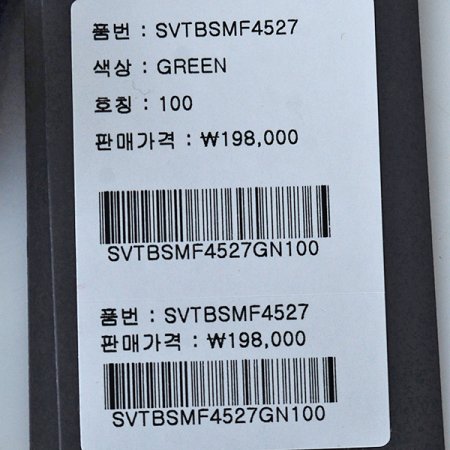 품번 : SVTBSMF4527
색상 : GREEN
호칭 : 100
판매가격 : ₩198,000
SVTBSMF4527GN100
품번 : SVTBSMF4527
판매가격 : ₩198,000
SVTBSMF4527GN100